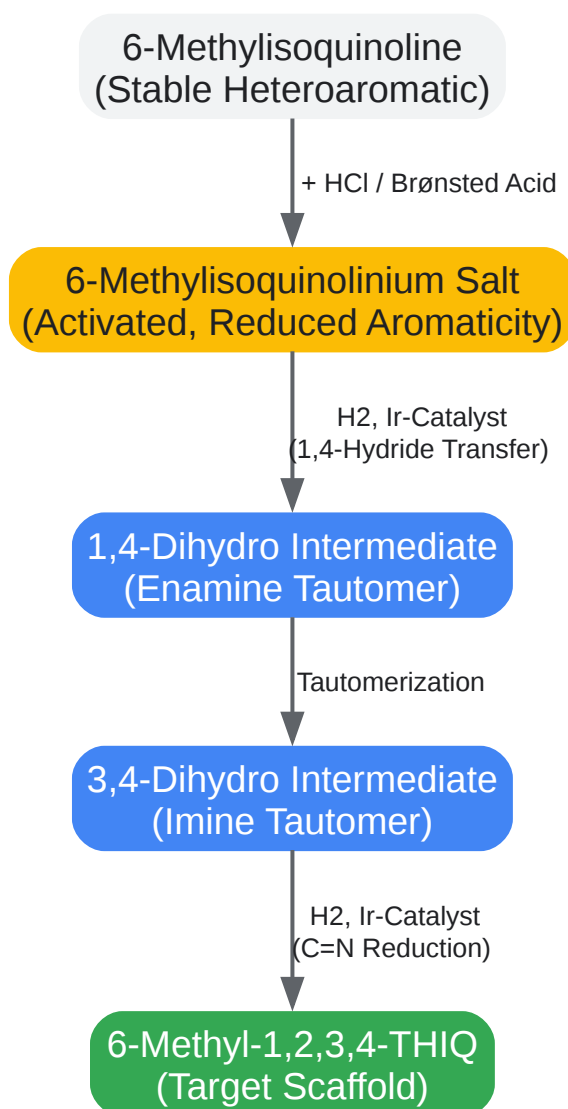 6-Methylisoquinoline
(Stable Heteroaromatic)
+ HCl / Brønsted Acid
6-Methylisoquinolinium Salt
(Activated, Reduced Aromaticity)
H2, Ir-Catalyst
(1,4-Hydride Transfer)
1,4-Dihydro Intermediate
(Enamine Tautomer)
Tautomerization
3,4-Dihydro Intermediate
(Imine Tautomer)
H2, Ir-Catalyst
(C=N Reduction)
6-Methyl-1,2,3,4-THIQ
(Target Scaffold)